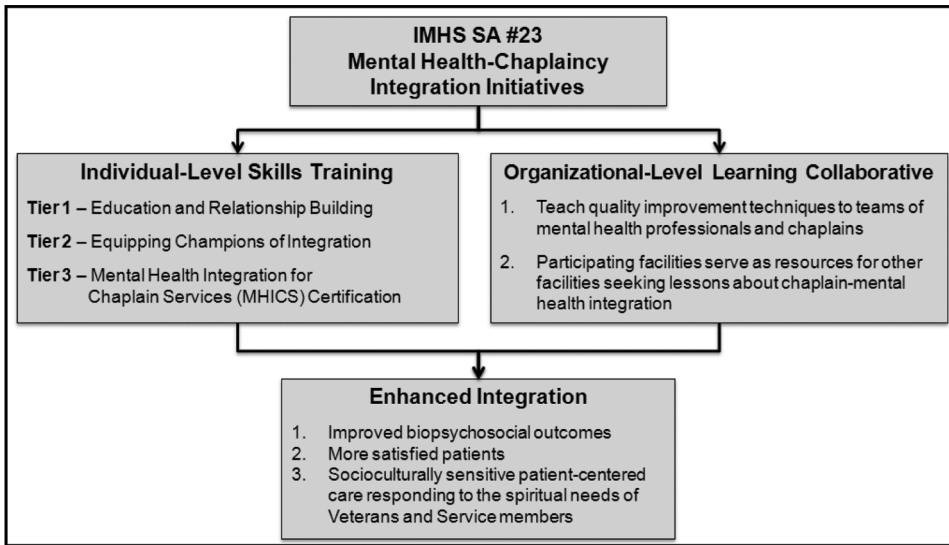 IMHS SA #23
Mental Health-Chaplaincy
Integration Initiatives
Individual-Level Skills Training
Tier 1 – Education and Relationship Building
Tier 2 – Equipping Champions of Integration
Tier 3 – Mental Health Integration for
Chaplain Services (MHICS) Certification
Organizational-Level Learning Collaborative
1. Teach quality improvement techniques to teams of
mental health professionals and chaplains
2. Participating facilities serve as resources for other
facilities seeking lessons about chaplain-mental
health integration
Enhanced Integration
1. Improved biopsychosocial outcomes
2. More satisfied patients
3. Socioculturally sensitive patient-centered
care responding to the spiritual needs of
Veterans and Service members